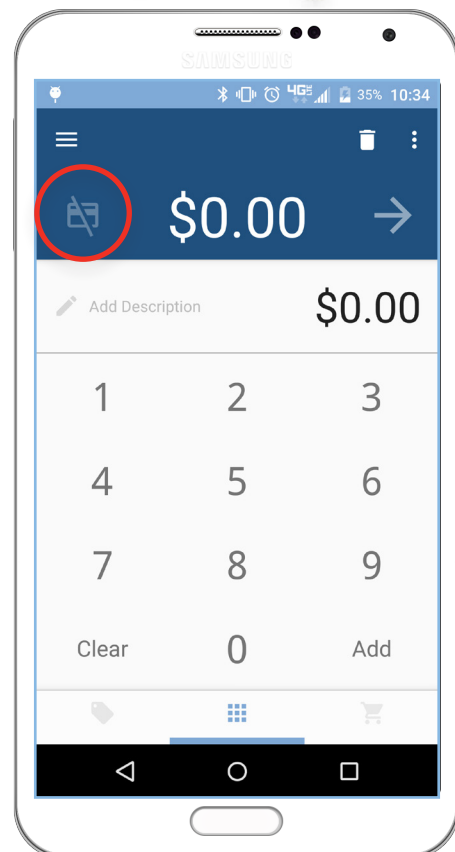 SAMSUNG
4GE 35% 10:34
$0.00
Add Description $0.00
1 2 3
4 5 6
7 8 9
Clear 0 Add